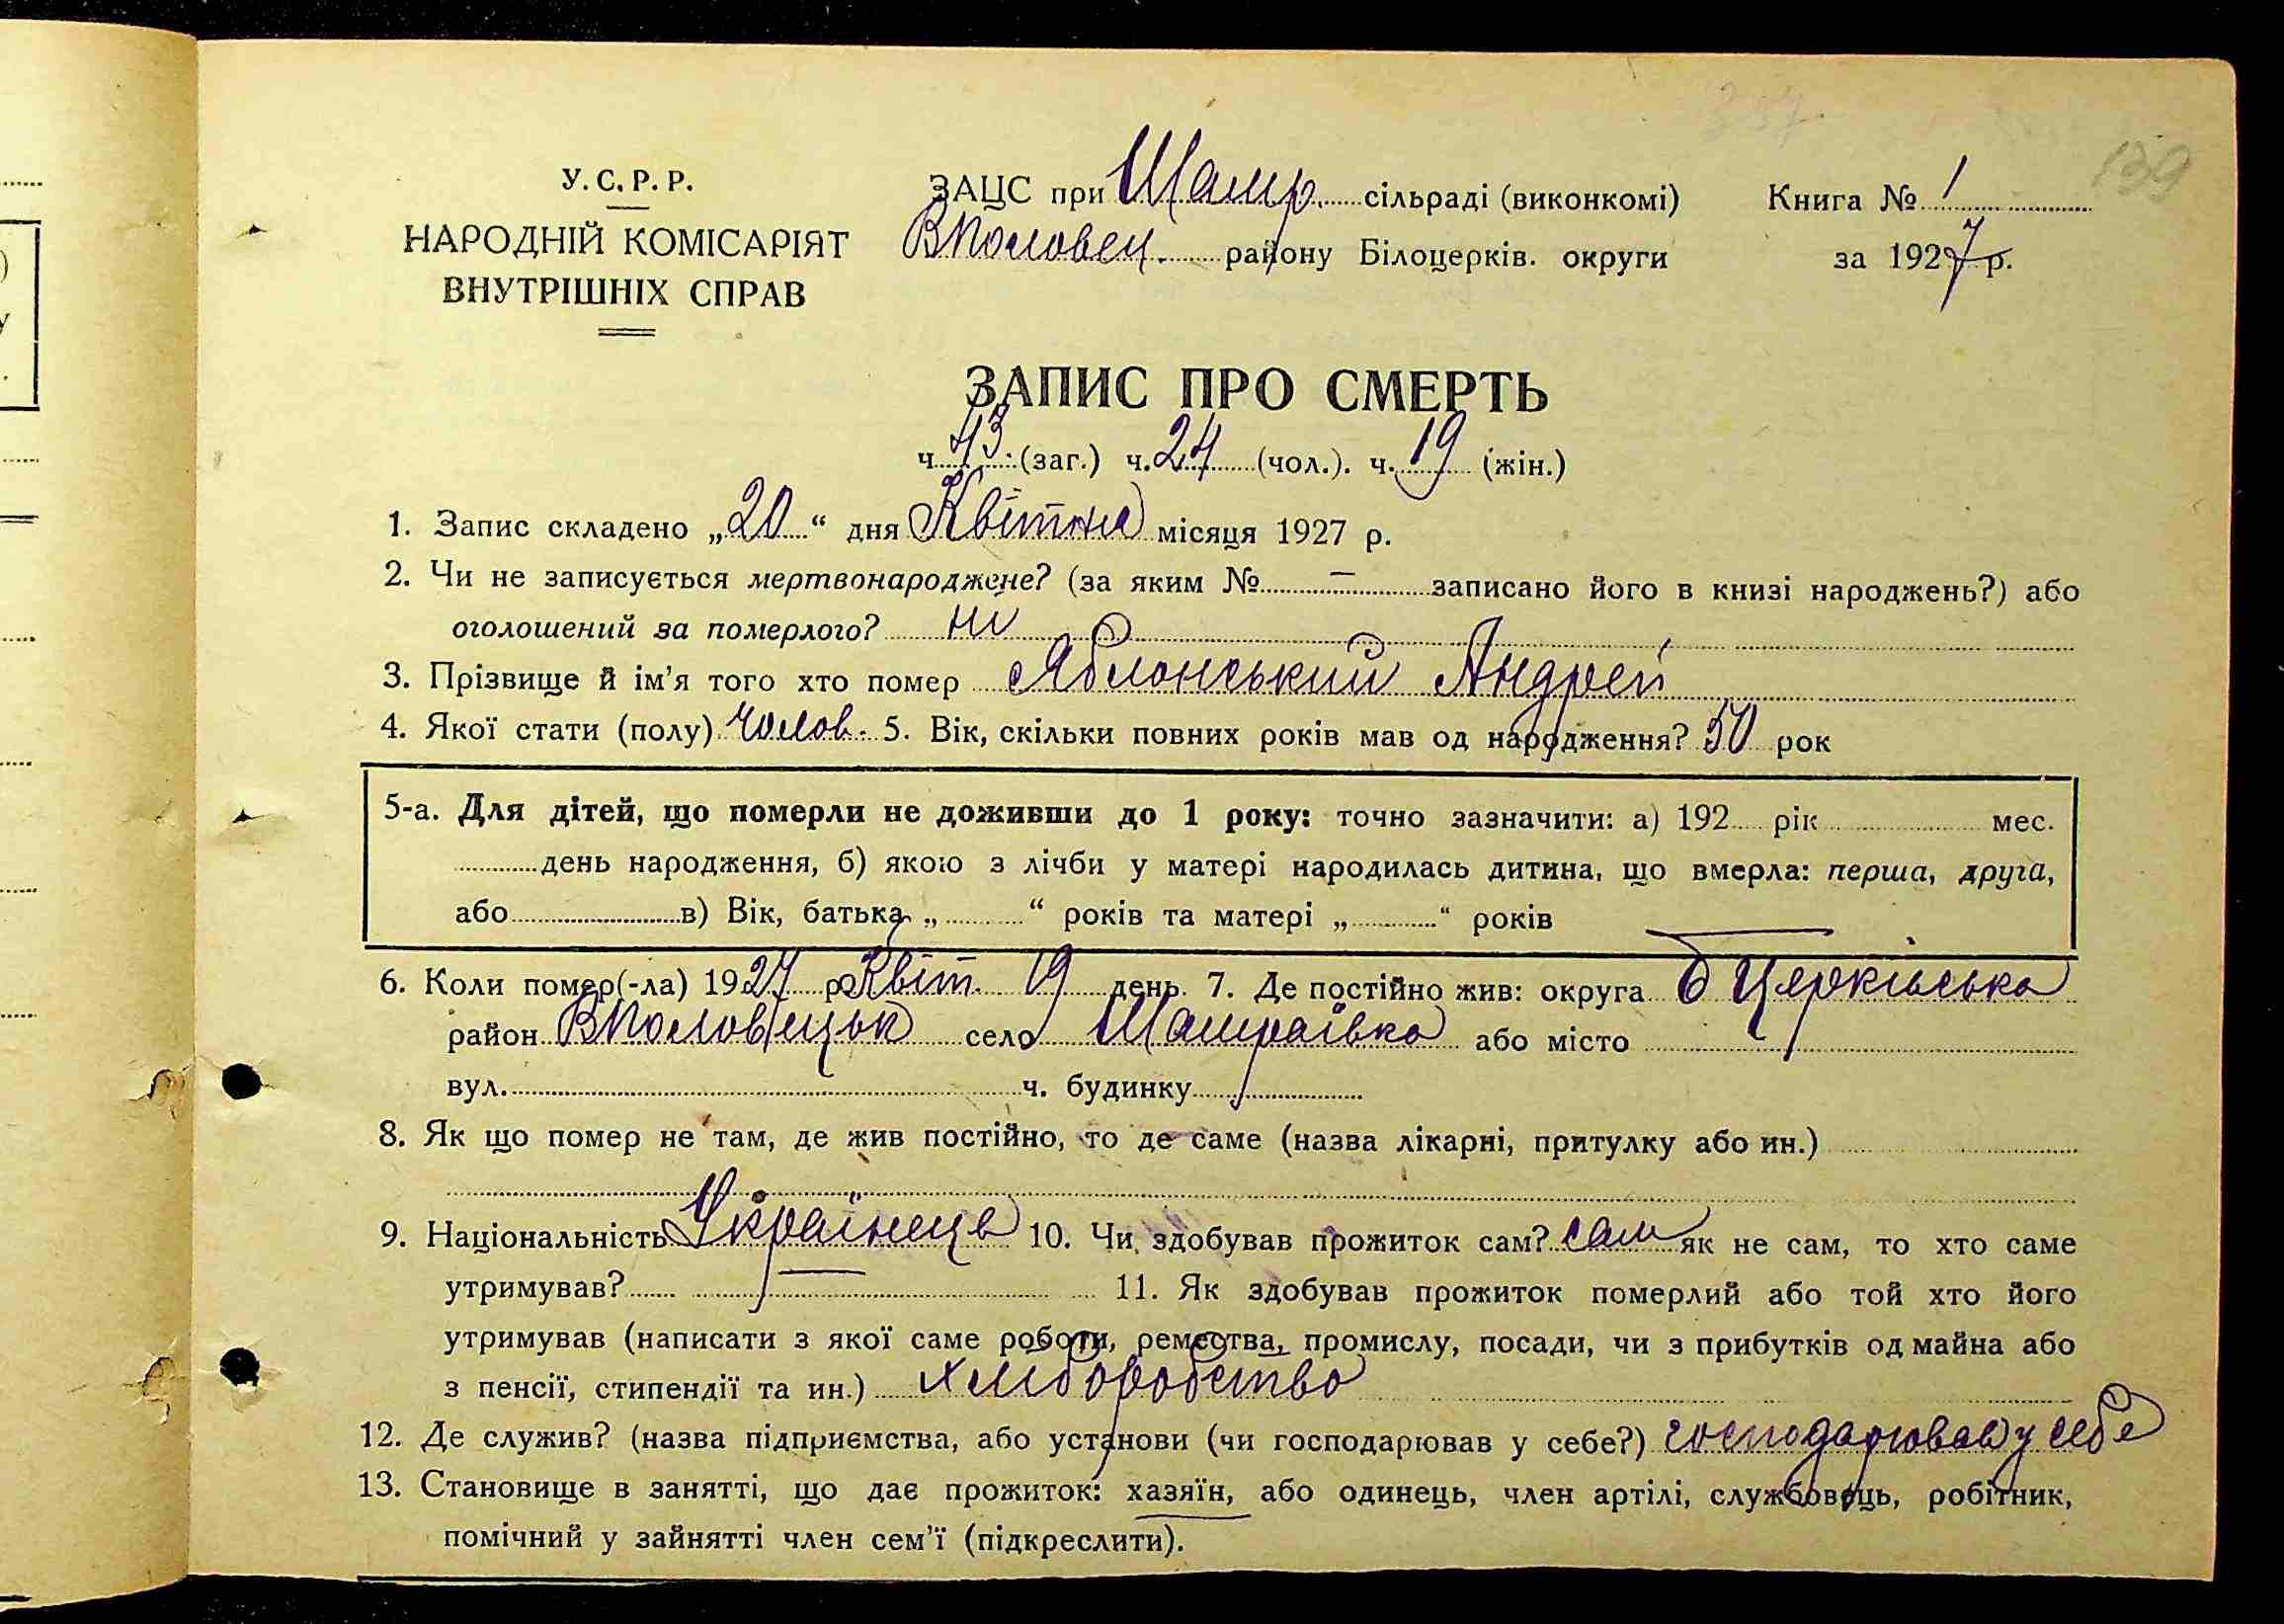 139
У. С. Р. Р.
НАРОДНІЙ КОМІСАРІЯТ
ВНУТРІШНІХ СПРАВ
ЗАЦС при Шамр. сільраді (виконкомі)
ВПоловец. району Білоцерків. округи
Книга № 1
за 1927 р.
ЗАПИС ПРО СМЕРТЬ
ч. 43 (заг.) ч. 24 (чол.). ч. 19 (жін.)
1. Запис складено „20“ дня Квітня місяця 1927 р.
2. Чи не записується мертвонароджене? (за яким № — записано його в книзі народжень?) або
оголошений за померлого? ні
3. Прізвище й ім'я того хто помер Яблонський Андрей
4. Якої стати (полу) Чолов. 5. Вік, скільки повних років мав од народження? 50 рок
5-а. Для дітей, що померли не доживши до 1 року: точно зазначити: а) 192 рік мес.
день народження, б) якою з лічби у матері народилась дитина, що вмерла: перша, друга,
або в) Вік, батька „ “ років та матері „ “ років
6. Коли помер(-ла) 1927 р. Квіт. 19 день 7. Де постійно жив: округа Б Церківська
район ВПоловецьк село Шамраївка або місто
вул. ч. будинку
8. Як що помер не там, де жив постійно, то де саме (назва лікарні, притулку або ин.)
9. Національність Українець 10. Чи здобував прожиток сам? сам як не сам, то хто саме
утримував? — 11. Як здобував прожиток померлий або той хто його
утримував (написати з якої саме роботи, ремества, промислу, посади, чи з прибутків од майна або
з пенсії, стипендії та ин.) хліборобство
12. Де служив? (назва підприємства, або установи (чи господарював у себе?) господарював у себе
13. Становище в занятті, що дає прожиток: хазяїн, або одинець, член артілі, службовець, робітник,
помічний у зайнятті член сем'ї (підкреслити).